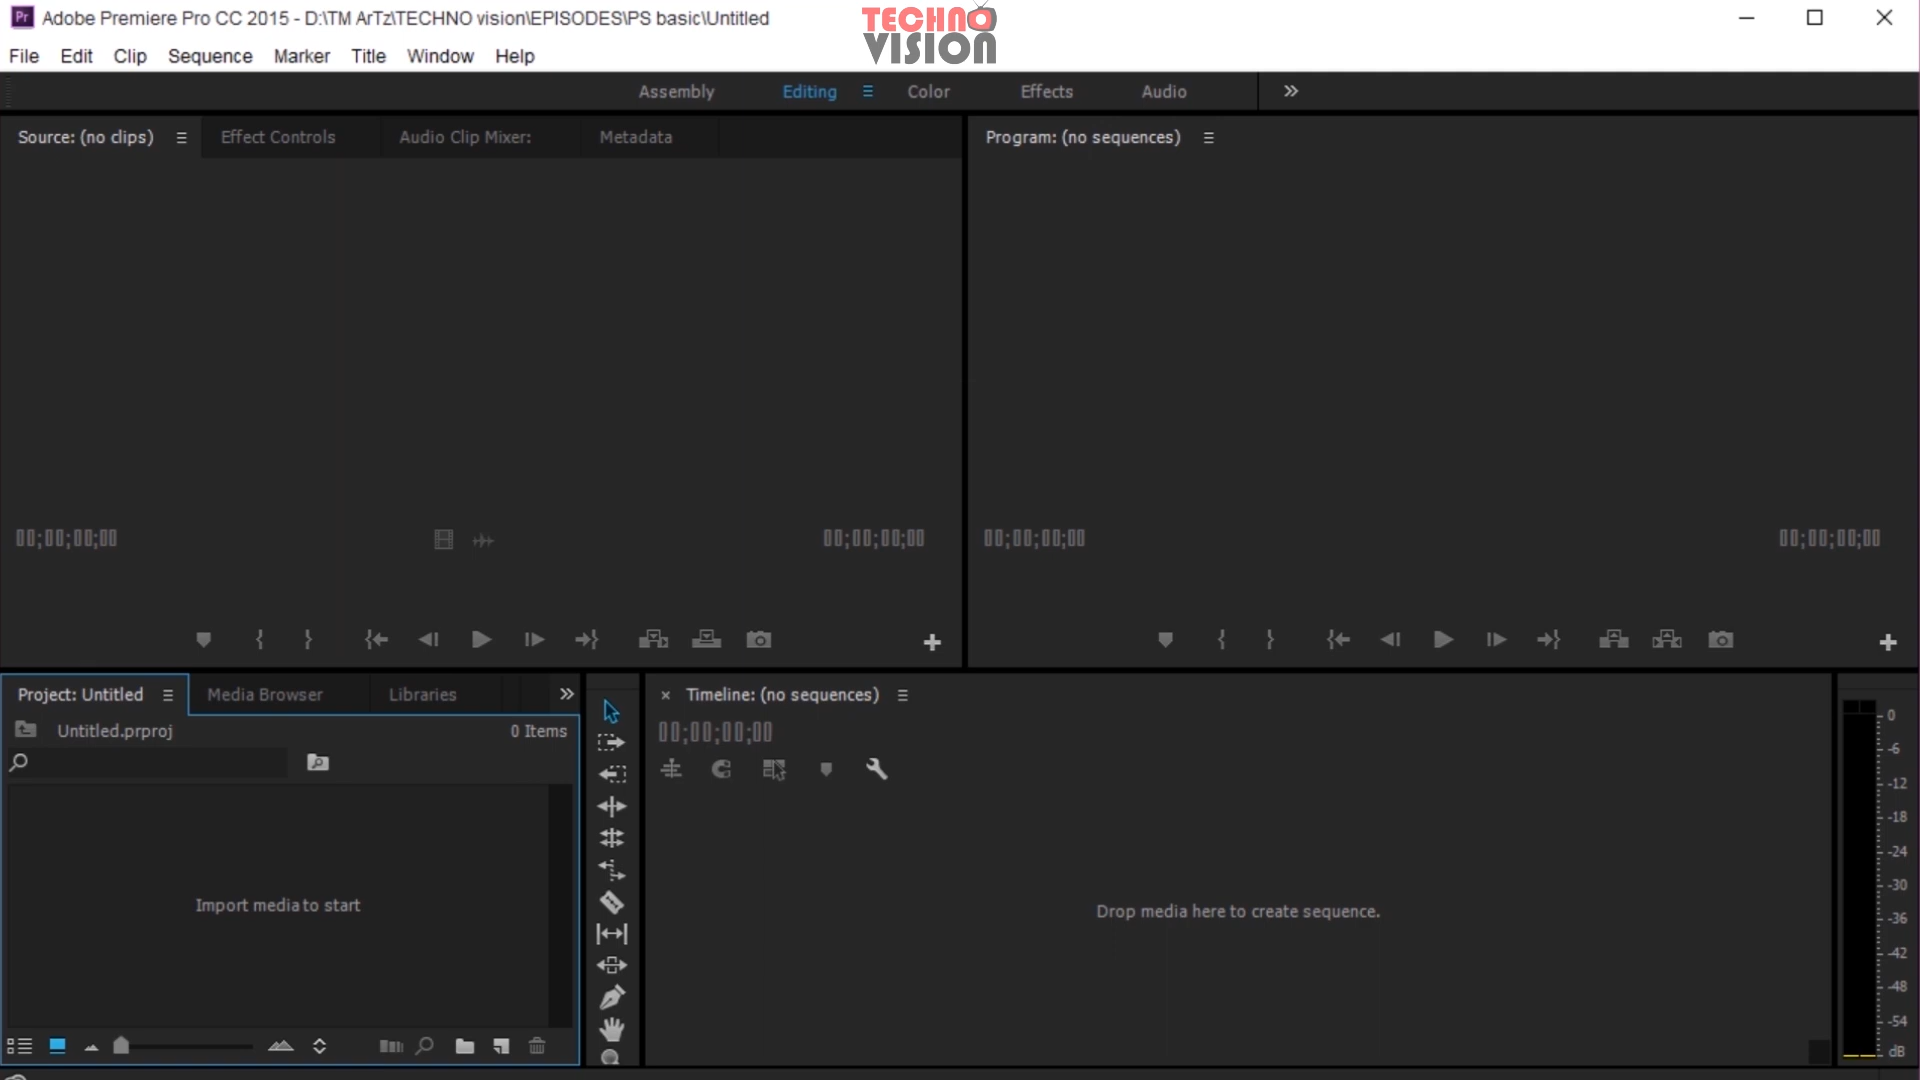 Pr Adobe Premiere Pro CC 2015 - D:\TM ArTz\TECHNO vision\EPISODES\PS basic\Untitled
TECHNO
VISION
File Edit Clip Sequence Marker Title Window Help
Assembly Editing Color Effects Audio
Source: (no clips) Effect Controls Audio Clip Mixer: Metadata
Program: (no sequences)
00;00;00;00 00;00;00;00
00;00;00;00 00;00;00;00
Project: Untitled Media Browser Libraries
Untitled.prproj 0 Items
Import media to start
Timeline: (no sequences)
00;00;00;00
Drop media here to create sequence.
0
-6
-12
-18
-24
-30
-36
-42
-48
-54
dB